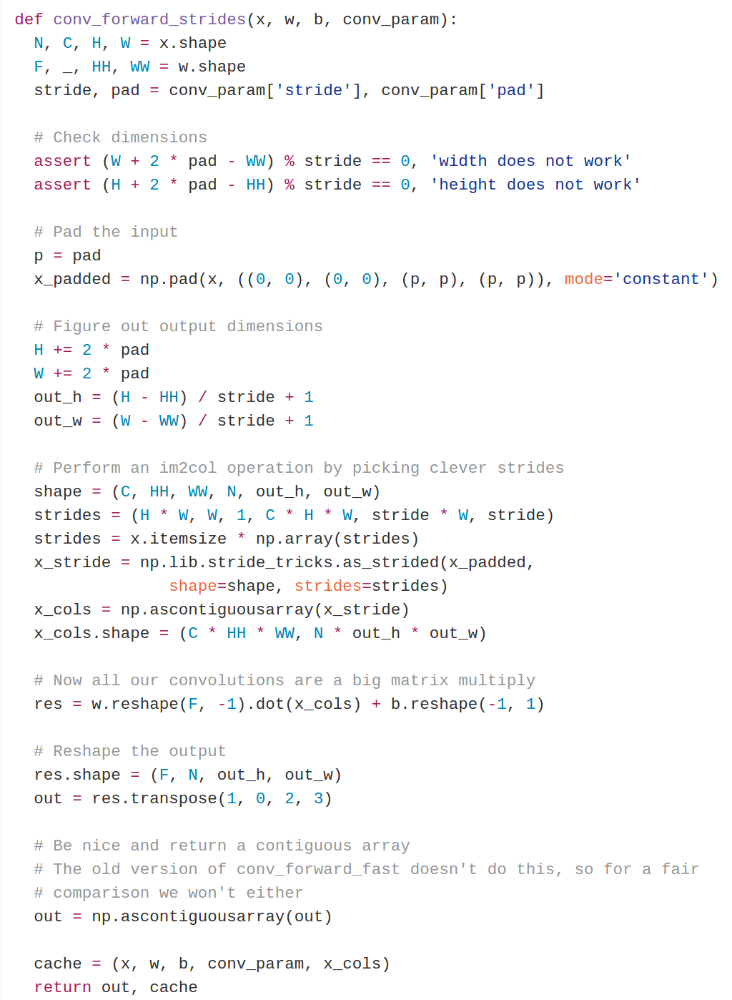 def conv_forward_strides(x, w, b, conv_param):
  N, C, H, W = x.shape
  F, _, HH, WW = w.shape
  stride, pad = conv_param['stride'], conv_param['pad']

  # Check dimensions
  assert (W + 2 * pad - WW) % stride == 0, 'width does not work'
  assert (H + 2 * pad - HH) % stride == 0, 'height does not work'

  # Pad the input
  p = pad
  x_padded = np.pad(x, ((0, 0), (0, 0), (p, p), (p, p)), mode='constant')

  # Figure out output dimensions
  H += 2 * pad
  W += 2 * pad
  out_h = (H - HH) / stride + 1
  out_w = (W - WW) / stride + 1

  # Perform an im2col operation by picking clever strides
  shape = (C, HH, WW, N, out_h, out_w)
  strides = (H * W, W, 1, C * H * W, stride * W, stride)
  strides = x.itemsize * np.array(strides)
  x_stride = np.lib.stride_tricks.as_strided(x_padded,
                shape=shape, strides=strides)
  x_cols = np.ascontiguousarray(x_stride)
  x_cols.shape = (C * HH * WW, N * out_h * out_w)

  # Now all our convolutions are a big matrix multiply
  res = w.reshape(F, -1).dot(x_cols) + b.reshape(-1, 1)

  # Reshape the output
  res.shape = (F, N, out_h, out_w)
  out = res.transpose(1, 0, 2, 3)

  # Be nice and return a contiguous array
  # The old version of conv_forward_fast doesn't do this, so for a fair
  # comparison we won't either
  out = np.ascontiguousarray(out)

  cache = (x, w, b, conv_param, x_cols)
  return out, cache